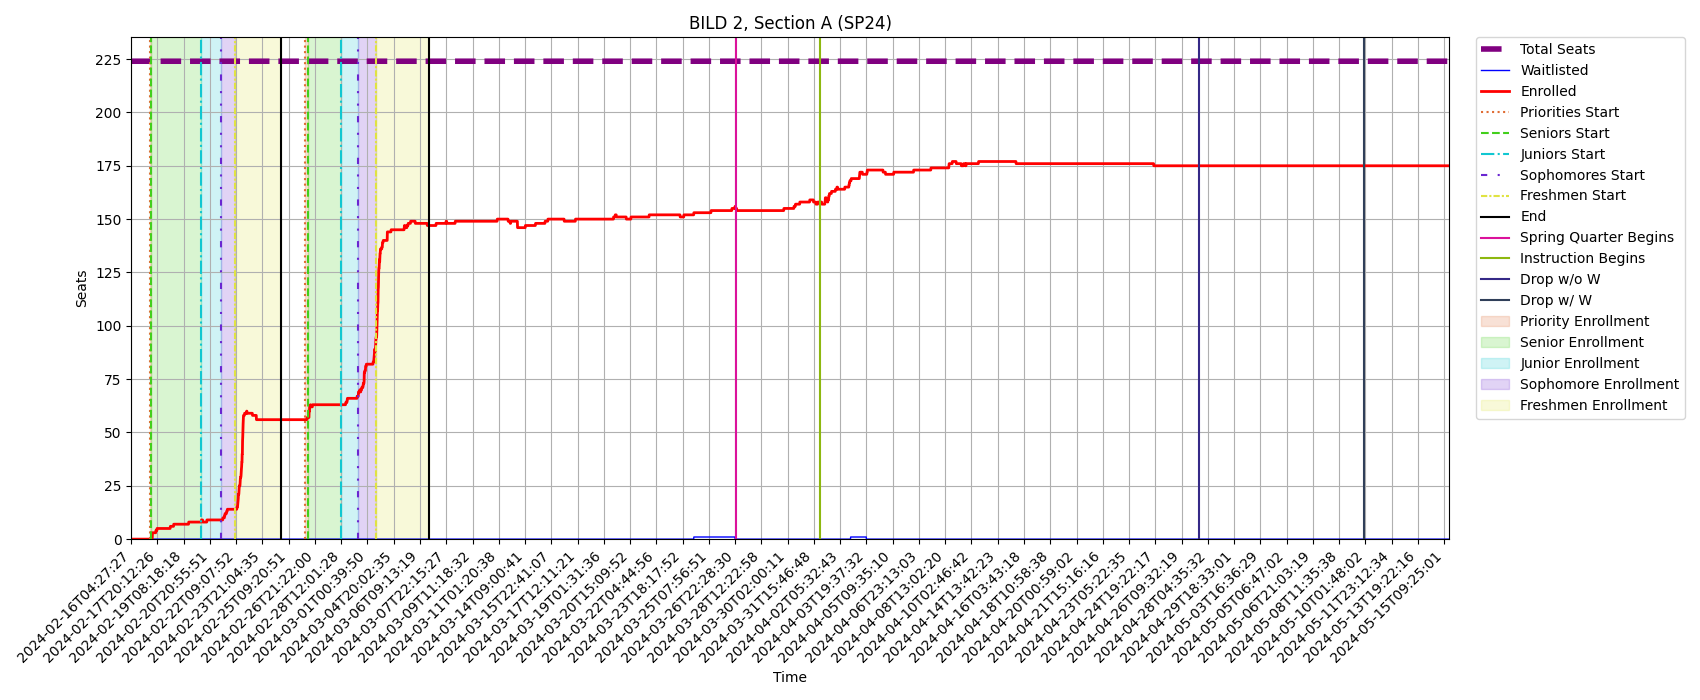 BILD 2, Section A (SP24)
Seats
225
200
175
150
125
100
75
50
25
0
2024-02-16T04:27:27
2024-02-17T20:12:26
2024-02-19T08:18:18
2024-02-20T20:55:51
2024-02-22T09:07:52
2024-02-23T21:04:35
2024-02-25T09:20:51
2024-02-26T21:22:00
2024-02-28T12:01:28
2024-03-01T00:39:50
2024-03-04T20:02:35
2024-03-06T09:13:19
2024-03-07T22:15:27
2024-03-09T11:18:32
2024-03-11T01:20:38
2024-03-14T09:00:41
2024-03-15T22:41:07
2024-03-17T12:11:21
2024-03-19T01:31:36
2024-03-20T15:09:52
2024-03-22T04:44:56
2024-03-23T18:17:52
2024-03-25T07:56:51
2024-03-26T22:28:30
2024-03-28T12:22:58
2024-03-30T02:00:11
2024-03-31T15:46:48
2024-04-02T05:32:43
2024-04-03T19:37:32
2024-04-05T09:35:10
2024-04-06T23:13:03
2024-04-08T13:02:20
2024-04-10T02:46:42
2024-04-14T13:42:23
2024-04-16T03:43:18
2024-04-18T10:58:38
2024-04-20T00:59:02
2024-04-21T15:16:16
2024-04-23T05:22:35
2024-04-24T19:22:17
2024-04-26T09:32:19
2024-04-28T04:35:32
2024-04-29T18:33:01
2024-05-03T16:36:29
2024-05-05T06:47:02
2024-05-06T21:03:19
2024-05-08T11:35:38
2024-05-10T01:48:02
2024-05-11T23:12:34
2024-05-13T19:22:16
2024-05-15T09:25:01
Time
Total Seats
Waitlisted
Enrolled
Priorities Start
Seniors Start
Juniors Start
Sophomores Start
Freshmen Start
End
Spring Quarter Begins
Instruction Begins
Drop w/o W
Drop w/ W
Priority Enrollment
Senior Enrollment
Junior Enrollment
Sophomore Enrollment
Freshmen Enrollment